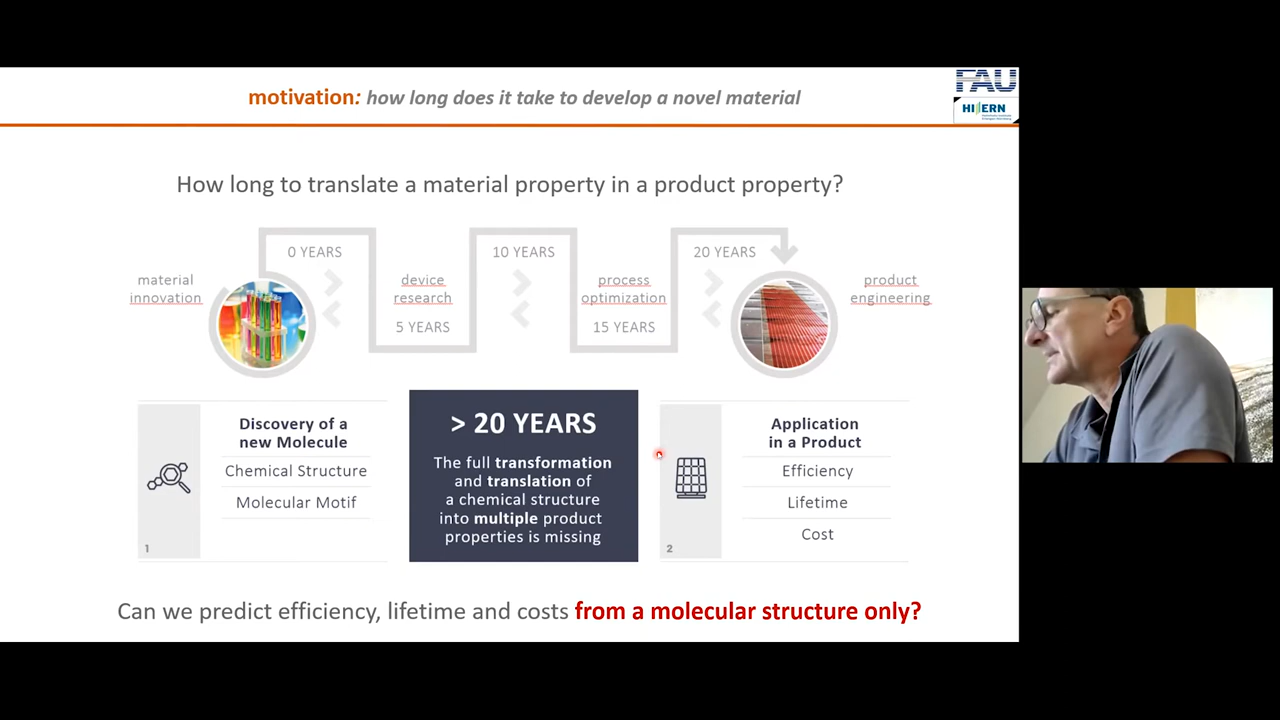 motivation: how long does it take to develop a novel material
FAU
HI ERN
How long to translate a material property in a product property?
0 YEARS
10 YEARS
20 YEARS
material
innovation
device
research
process
optimization
product
engineering
5 YEARS
15 YEARS
Discovery of a
new Molecule
Chemical Structure
Molecular Motif
1
> 20 YEARS
The full transformation
and translation of
a chemical structure
into multiple product
properties is missing
Application
in a Product
Efficiency
Lifetime
Cost
2
Can we predict efficiency, lifetime and costs from a molecular structure only?